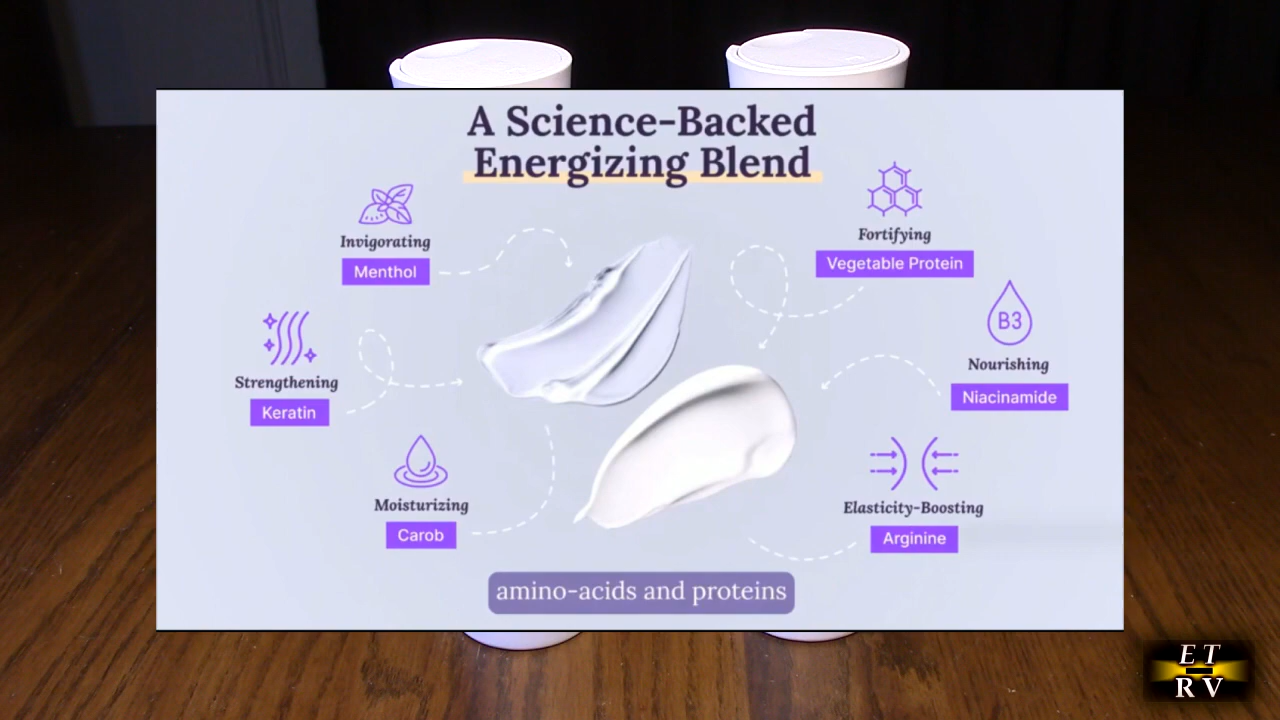 A Science-Backed
Energizing Blend
Invigorating
Menthol
Strengthening
Keratin
Moisturizing
Carob
Fortifying
Vegetable Protein
B3
Nourishing
Niacinamide
Elasticity-Boosting
Arginine
amino-acids and proteins
ET
RV